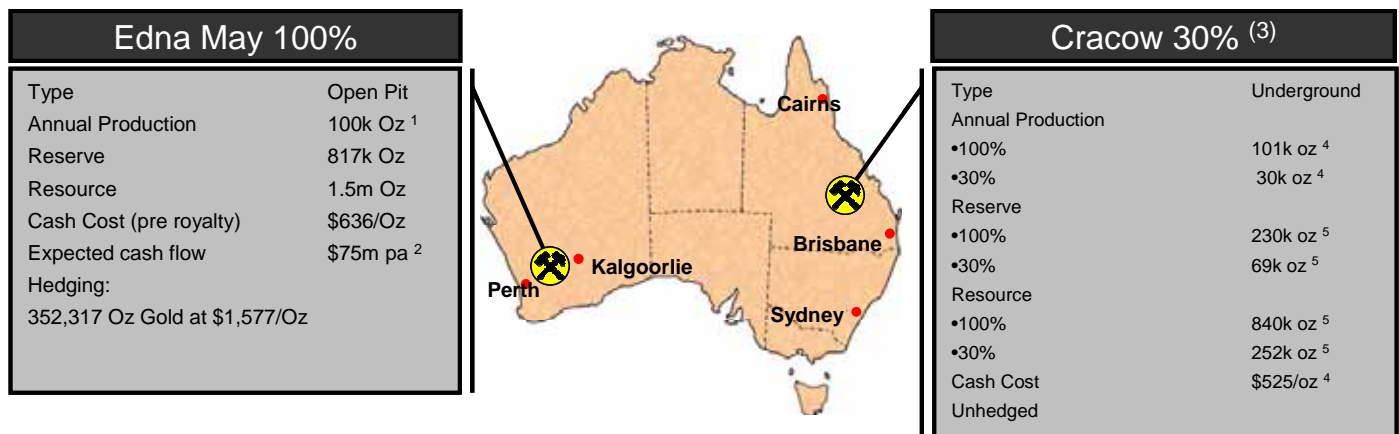 Edna May 100%
Type Open Pit
Annual Production 100k Oz 1
Reserve 817k Oz
Resource 1.5m Oz
Cash Cost (pre royalty) $636/Oz
Expected cash flow $75m pa 2
Hedging:
352,317 Oz Gold at $1,577/Oz
Cairns
Brisbane
Kalgoorlie
Perth
Sydney
Cracow 30% (3)
Type Underground
Annual Production
•100% 101k oz 4
•30% 30k oz 4
Reserve
•100% 230k oz 5
•30% 69k oz 5
Resource
•100% 840k oz 5
•30% 252k oz 5
Cash Cost $525/oz 4
Unhedged